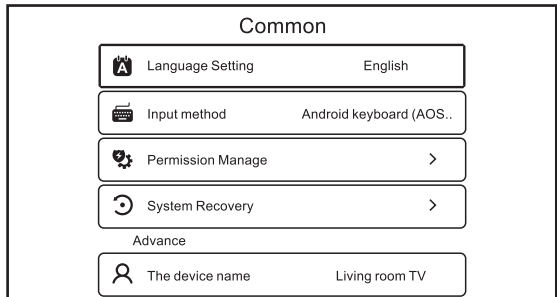 Common
Language Setting English
Input method Android keyboard (AOS..
Permission Manage >
System Recovery >
Advance
The device name Living room TV